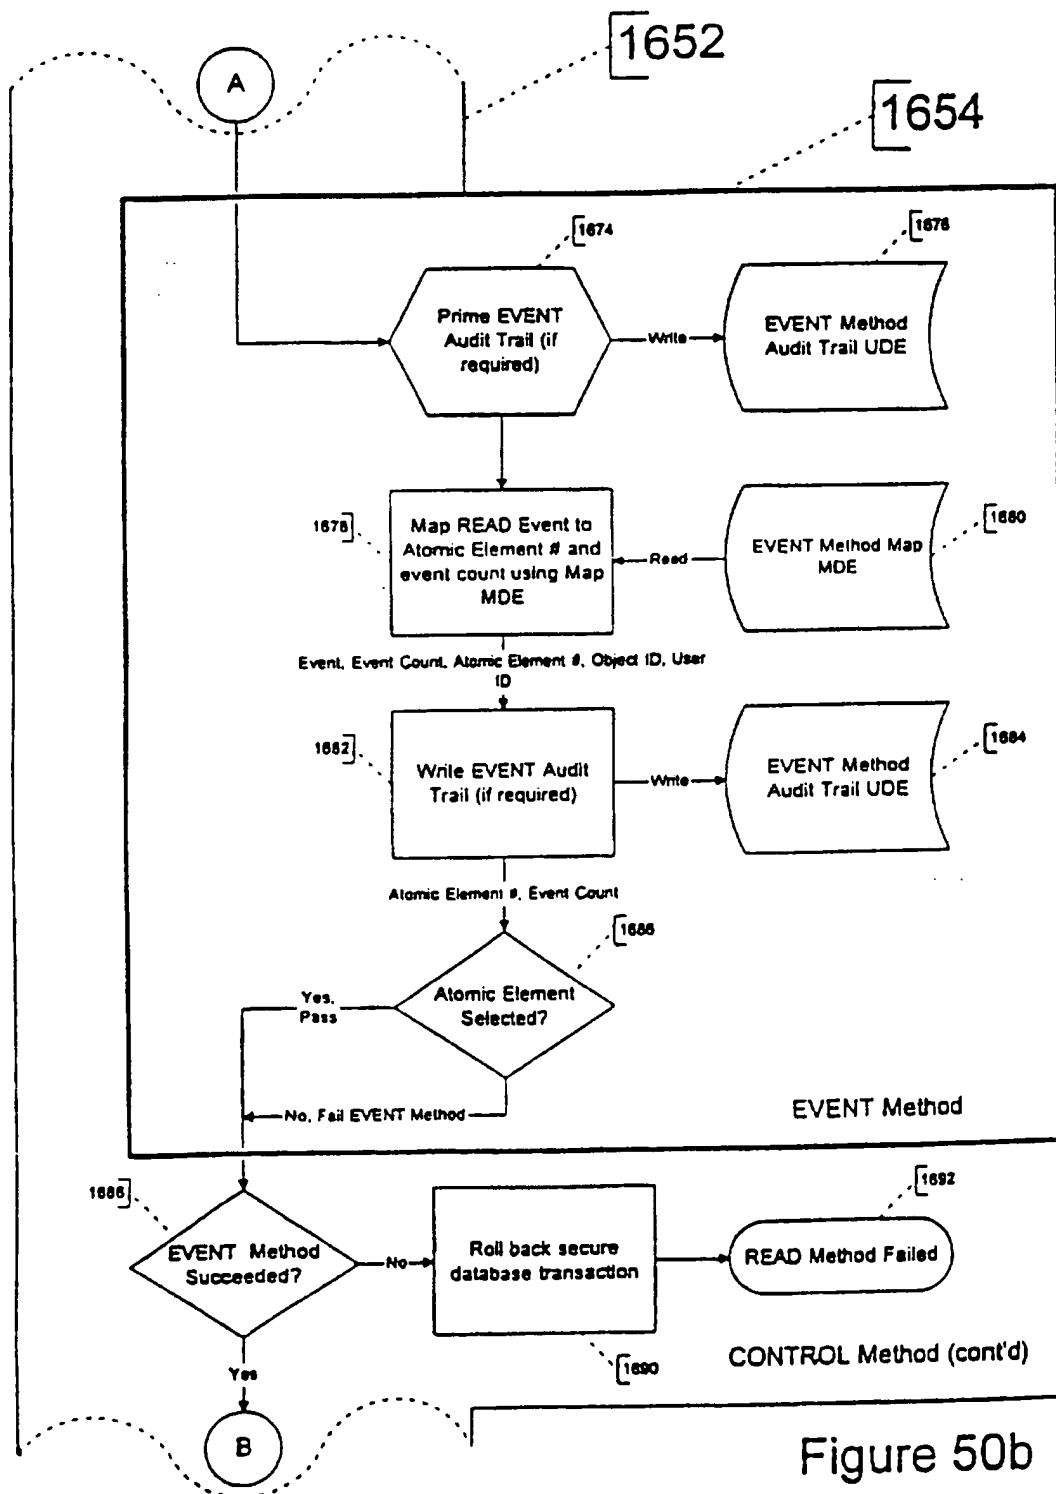 1652
A
1654
1674
1676
Prime EVENT
Audit Trail (if
required)
Write
EVENT Method
Audit Trail UDE
1678
Map READ Event to
Atomic Element # and
event count using Map
MDE
Read
EVENT Method Map
MDE
1680
Event, Event Count, Atomic Element #, Object ID, User
ID
1682
Write EVENT Audit
Trail (if required)
Write
EVENT Method
Audit Trail UDE
1684
Atomic Element #, Event Count
1686
Atomic Element
Selected?
Yes,
Pass
No, Fail EVENT Method
EVENT Method
1686
EVENT Method
Succeeded?
No
Roll back secure
database transaction
1692
READ Method Failed
1690
CONTROL Method (cont'd)
Yes
B
Figure 50b